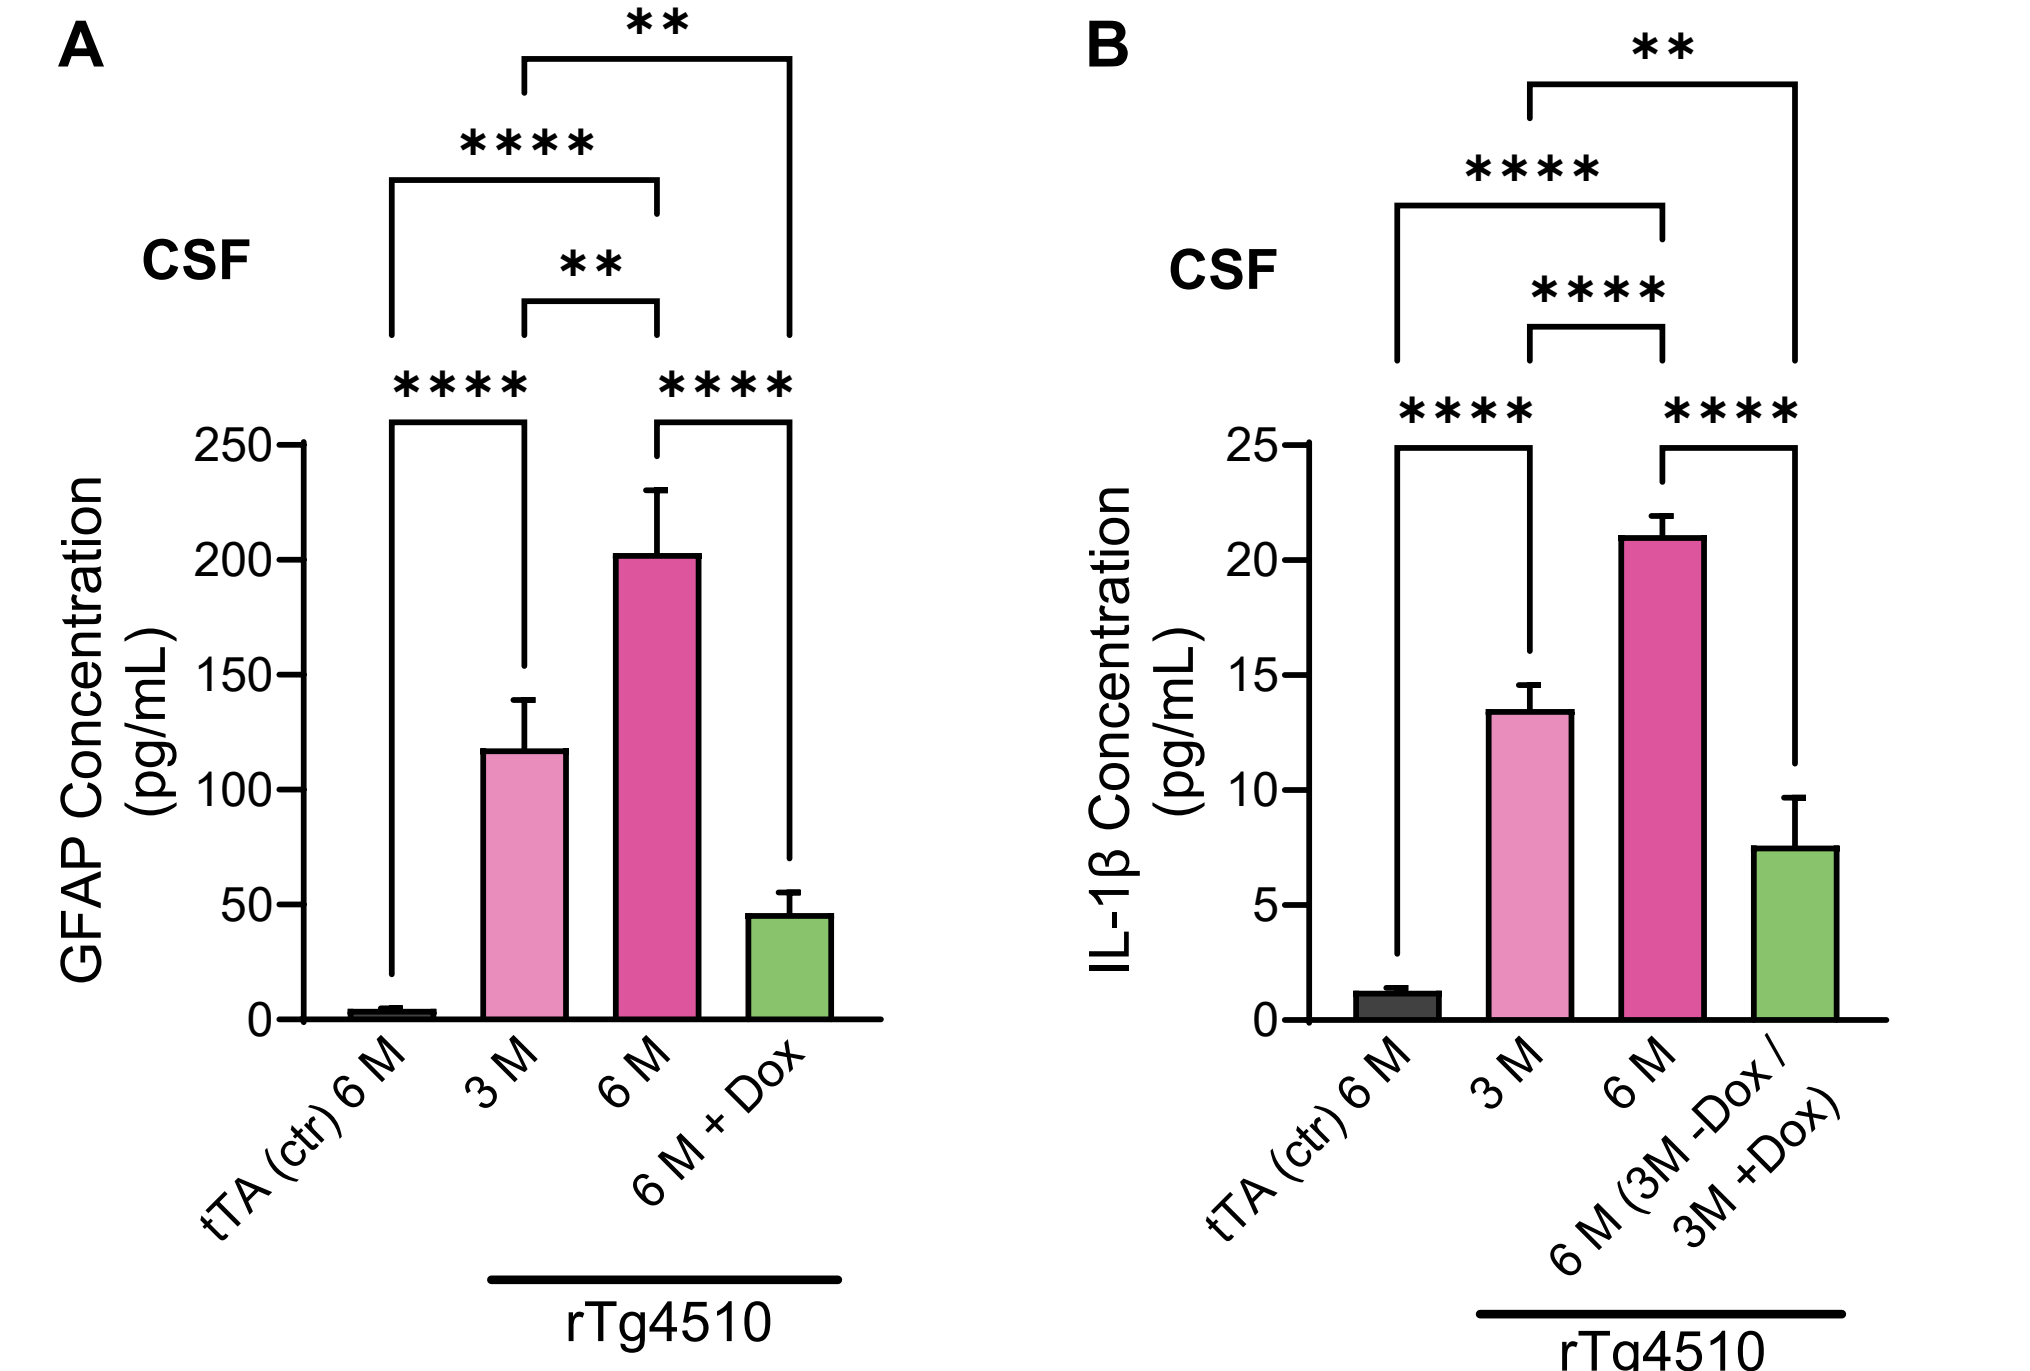 A
**
****
CSF
**
****
****
250
200
150
100
50
0
GFAP Concentration
(pg/mL)
tTA (ctr) 6 M
3 M
6 M
6 M + Dox
rTg4510
B
**
****
CSF
****
****
****
25
20
15
10
5
0
IL-1β Concentration
(pg/mL)
tTA (ctr) 6 M
3 M
6 M
6 M (3M -Dox /
3M +Dox)
rTg4510